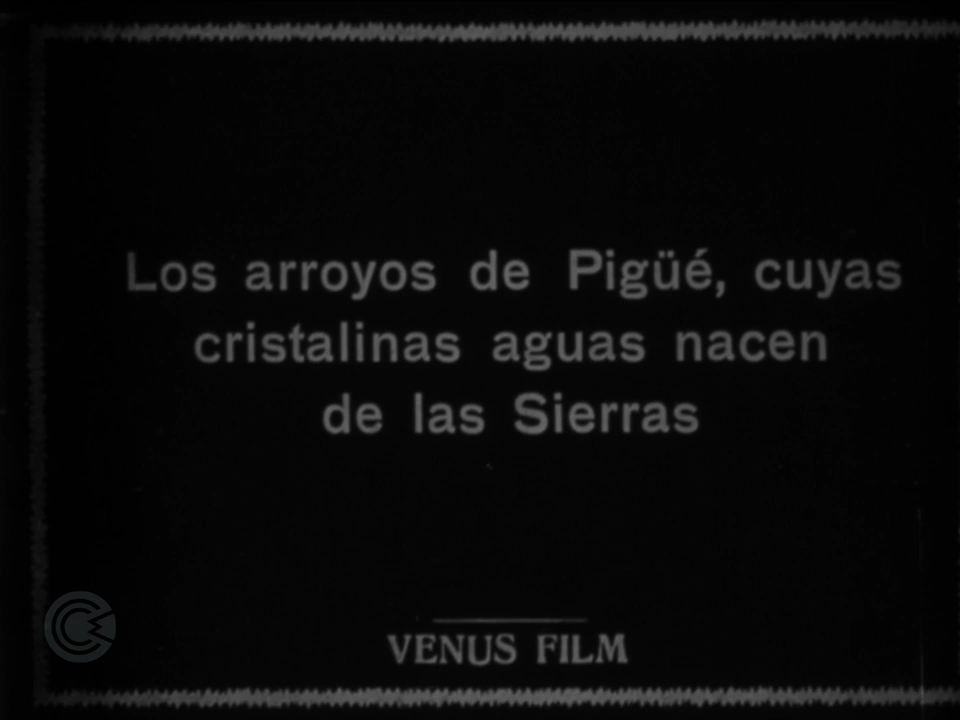 Los arroyos de Pigüé, cuyas
cristalinas aguas nacen
de las Sierras
VENUS FILM